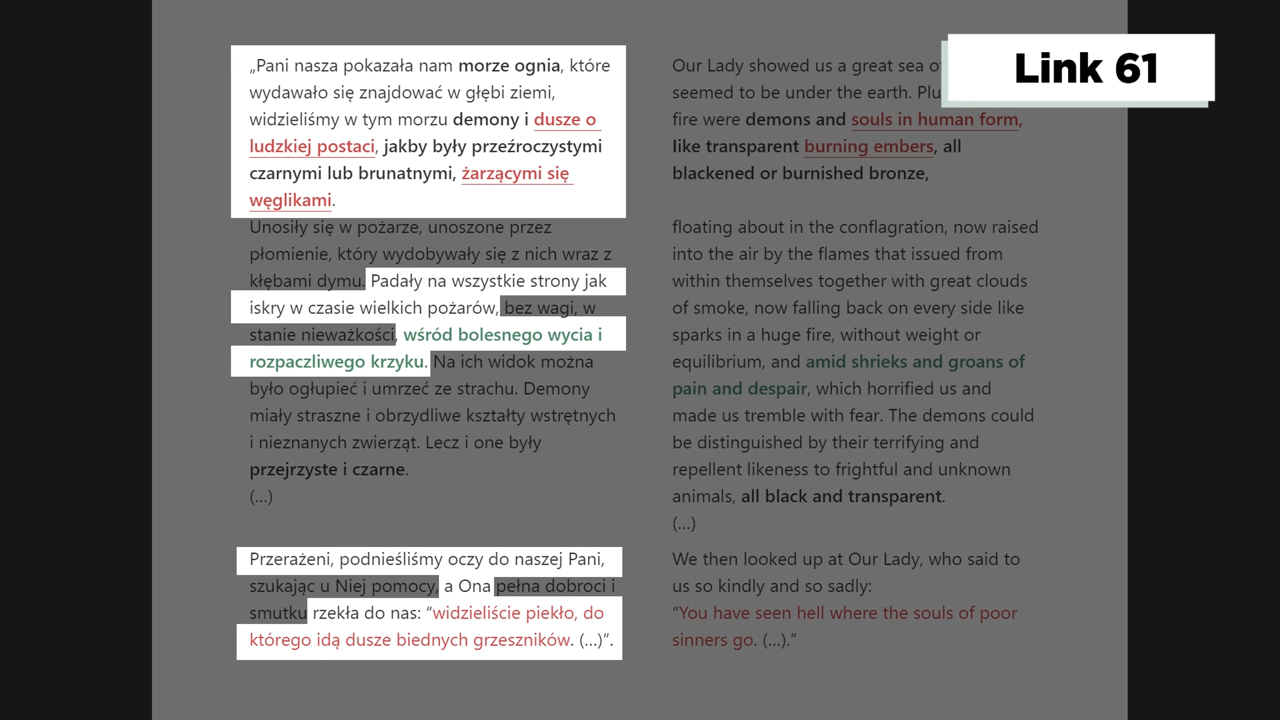 „Pani nasza pokazała nam morze ognia, które
wydawało się znajdować w głębi ziemi,
widzieliśmy w tym morzu demony i dusze o
ludzkiej postaci, jakby były przeźroczystymi
czarnymi lub brunatnymi, żarzącymi się
węglikami.
Unosiły się w pożarze, unoszone przez
płomienie, który wydobywały się z nich wraz z
kłębami dymu. Padały na wszystkie strony jak
iskry w czasie wielkich pożarów, bez wagi, w
stanie nieważkości, wśród bolesnego wycia i
rozpaczliwego krzyku. Na ich widok można
było ogłupieć i umrzeć ze strachu. Demony
miały straszne i obrzydliwe kształty wstrętnych
i nieznanych zwierząt. Lecz i one były
przejrzyste i czarne.
(...)
Przerażeni, podnieśliśmy oczy do naszej Pani,
szukając u Niej pomocy, a Ona pełna dobroci i
smutku rzekła do nas: “widzieliście piekło, do
którego idą dusze biednych grzeszników. (...)”.
Our Lady showed us a great sea
seemed to be under the earth.
fire were demons and souls in human form,
like transparent burning embers, all
blackened or burnished bronze,
floating about in the conflagration, now raised
into the air by the flames that issued from
within themselves together with great clouds
of smoke, now falling back on every side like
sparks in a huge fire, without weight or
equilibrium, and amid shrieks and groans of
pain and despair, which horrified us and
made us tremble with fear. The demons could
be distinguished by their terrifying and
repellent likeness to frightful and unknown
animals, all black and transparent.
(...)
We then looked up at Our Lady, who said to
us so kindly and so sadly:
“You have seen hell where the souls of poor
sinners go. (...).”
Link 61